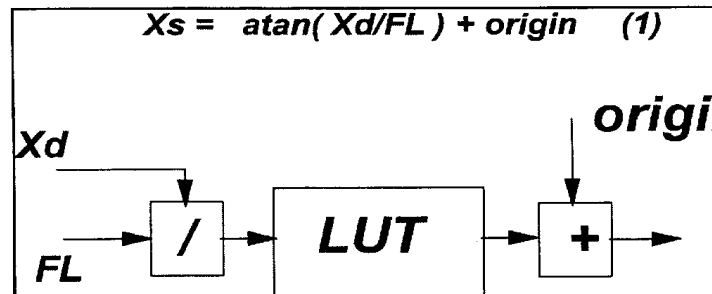 Xs = atan( Xd/FL ) + origin (1)
Xd
/
LUT
+
FL